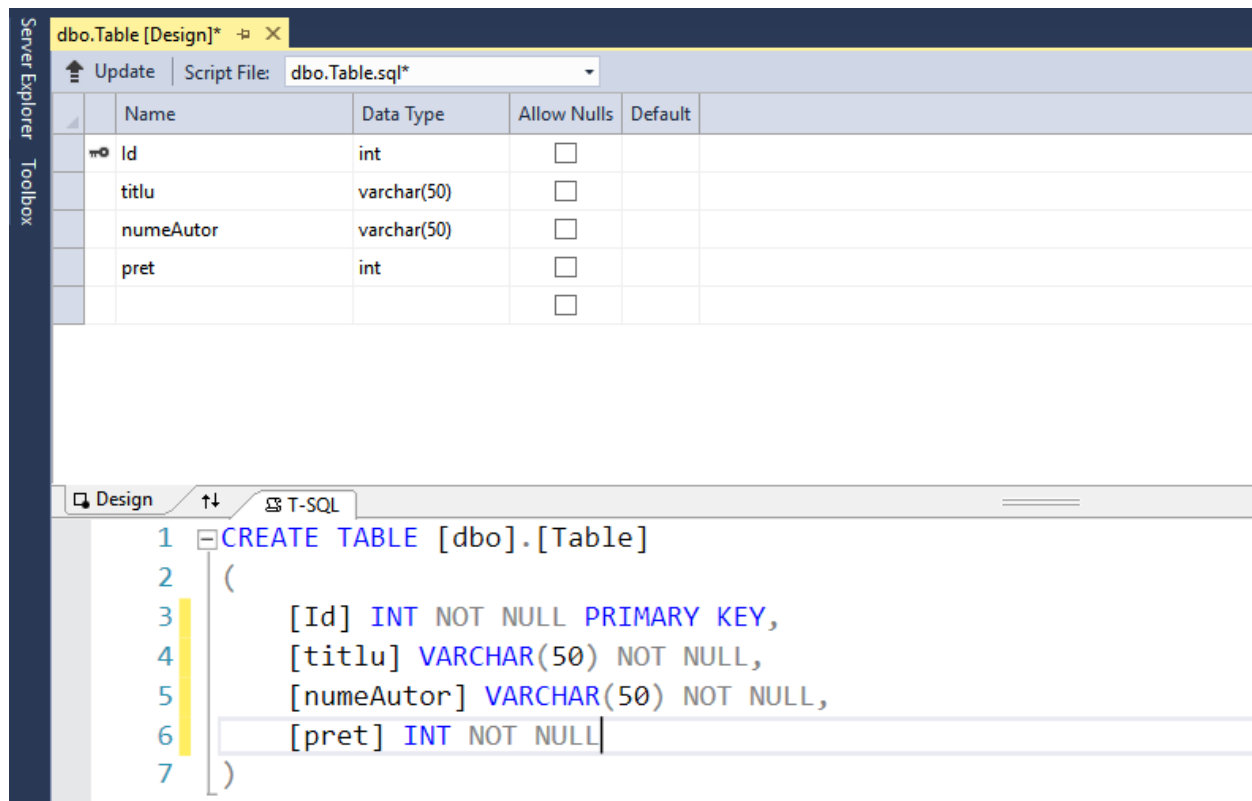 Server Explorer
Toolbox
dbo.Table [Design]*
Update Script File: dbo.Table.sql*
Name Data Type Allow Nulls Default
Id int
titlu varchar(50)
numeAutor varchar(50)
pret int
Design T-SQL
1 CREATE TABLE [dbo].[Table]
2 (
3 [Id] INT NOT NULL PRIMARY KEY,
4 [titlu] VARCHAR(50) NOT NULL,
5 [numeAutor] VARCHAR(50) NOT NULL,
6 [pret] INT NOT NULL
7 )